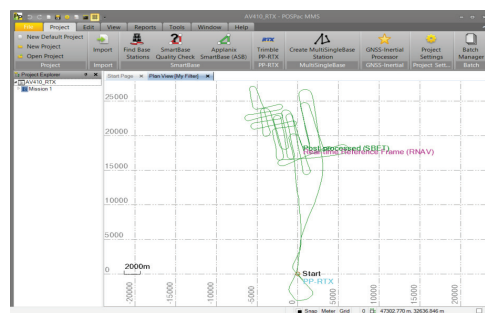 AV410_RTX - POSPac MMS
File Project Edit View Reports Tools Window Help
New Default Project
New Project
Open Project
Import
Find Base Stations
SmartBase Quality Check
Applanix SmartBase (ASB)
Trimble PP-RTX
Create MultiSingleBase Station
GNSS-Inertial Processor
Project Settings
Batch Manager
Project Import SmartBase PP-RTX MultiSingleBase GNSS-Inertial Project Sett... Batch
Project Explorer
Start Page Plan View [My Filter]
AV410_RTX
Mission 1
25000
20000
Post-processed (SBET)
Real-time Reference Frame (RNAV)
15000
10000
5000
0 2000m
Start
PP-RTX
-20000 -15000 -10000 -5000 0 5000 10000 15000 20000
Snap Meter Grid 0 47302.770 m, 32636.846 m